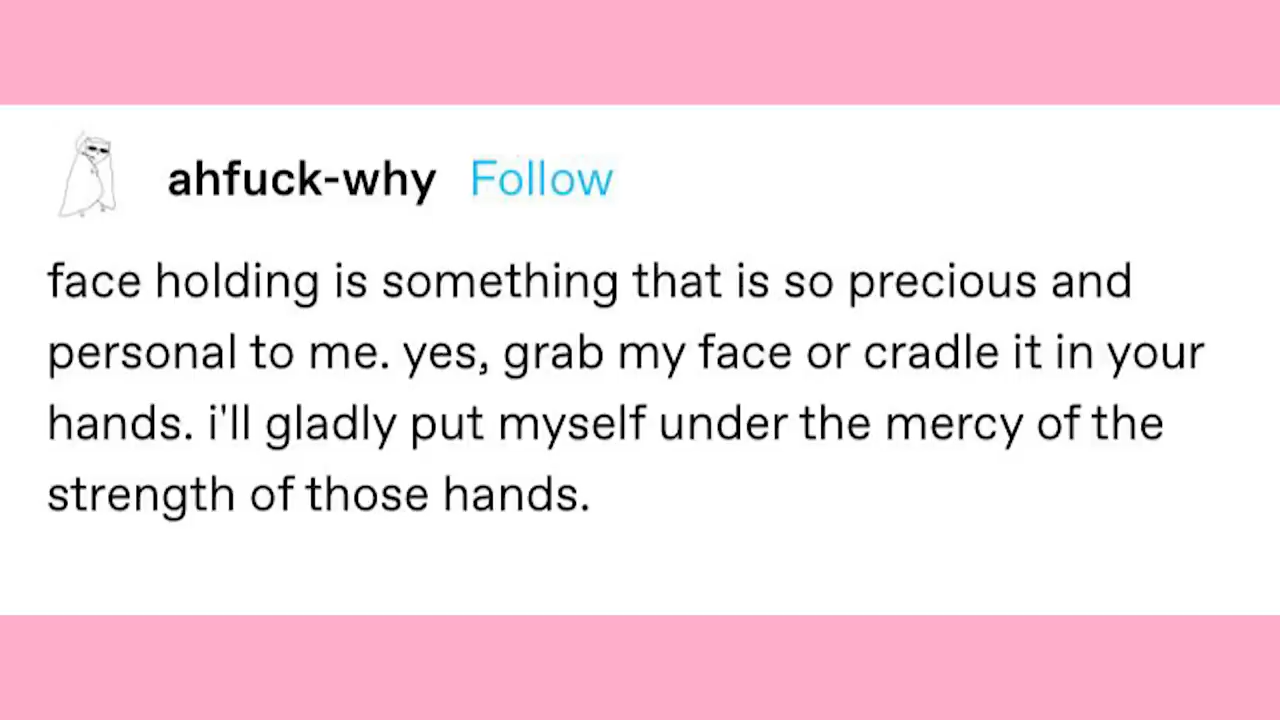 ahfuck-why Follow
face holding is something that is so precious and
personal to me. yes, grab my face or cradle it in your
hands. i'll gladly put myself under the mercy of the
strength of those hands.